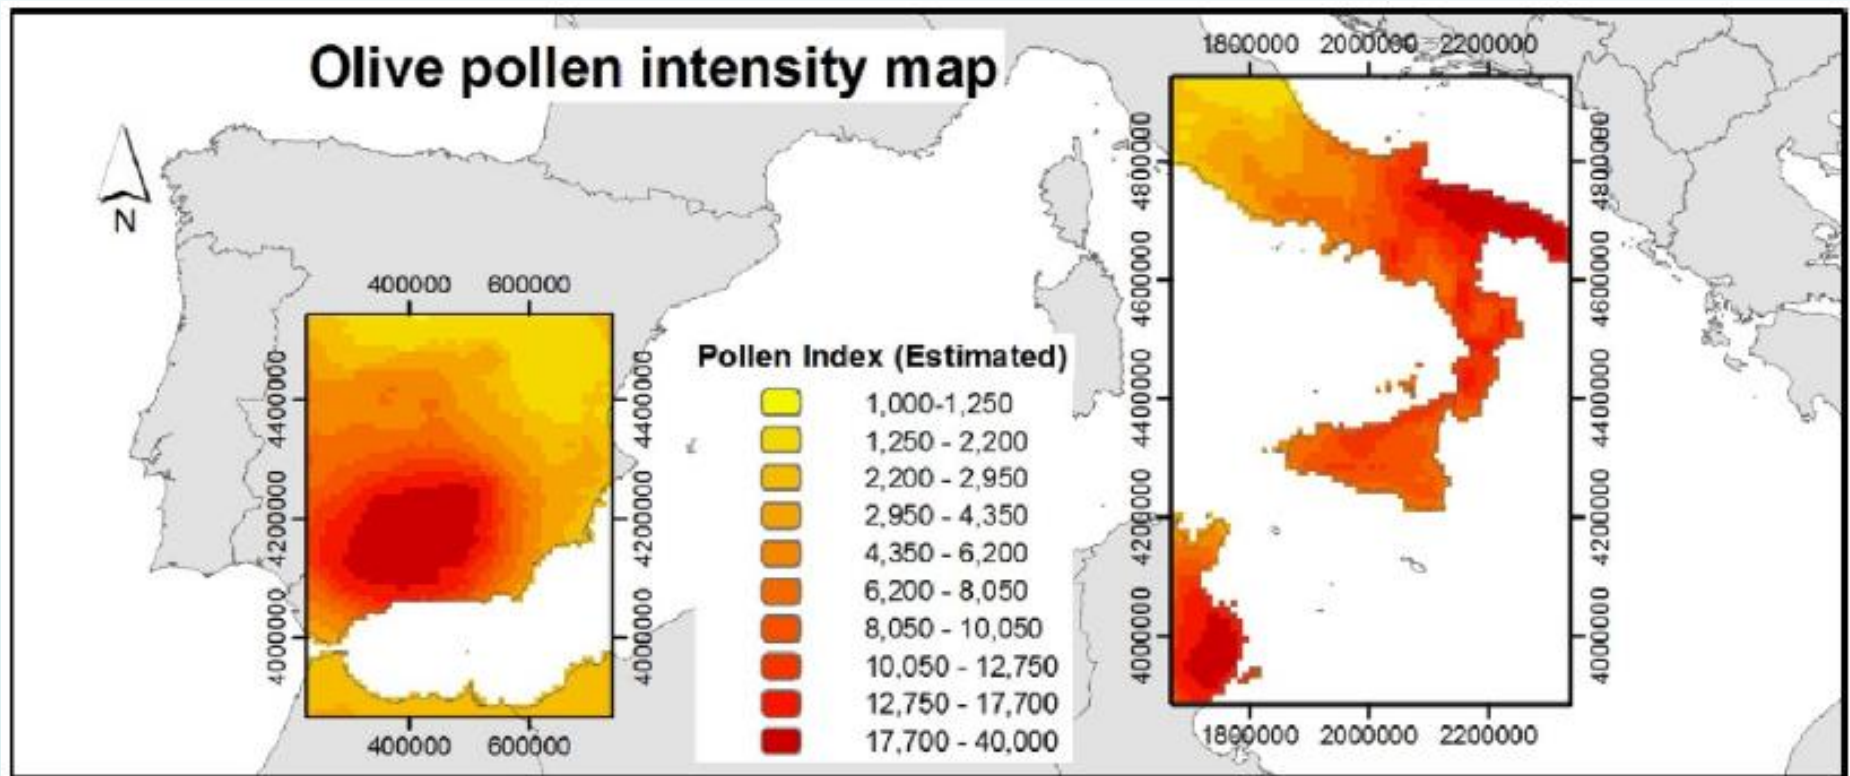 Olive pollen intensity map
N
400000 600000
4400000
4200000
4000000
4400000
4200000
4000000
400000 600000
Pollen Index (Estimated)
1,000-1,250
1,250 - 2,200
2,200 - 2,950
2,950 - 4,350
4,350 - 6,200
6,200 - 8,050
8,050 - 10,050
10,050 - 12,750
12,750 - 17,700
17,700 - 40,000
1800000 2000000 2200000
4800000
4600000
4400000
4200000
4000000
4800000
4600000
4400000
4200000
4000000
1800000 2000000 2200000